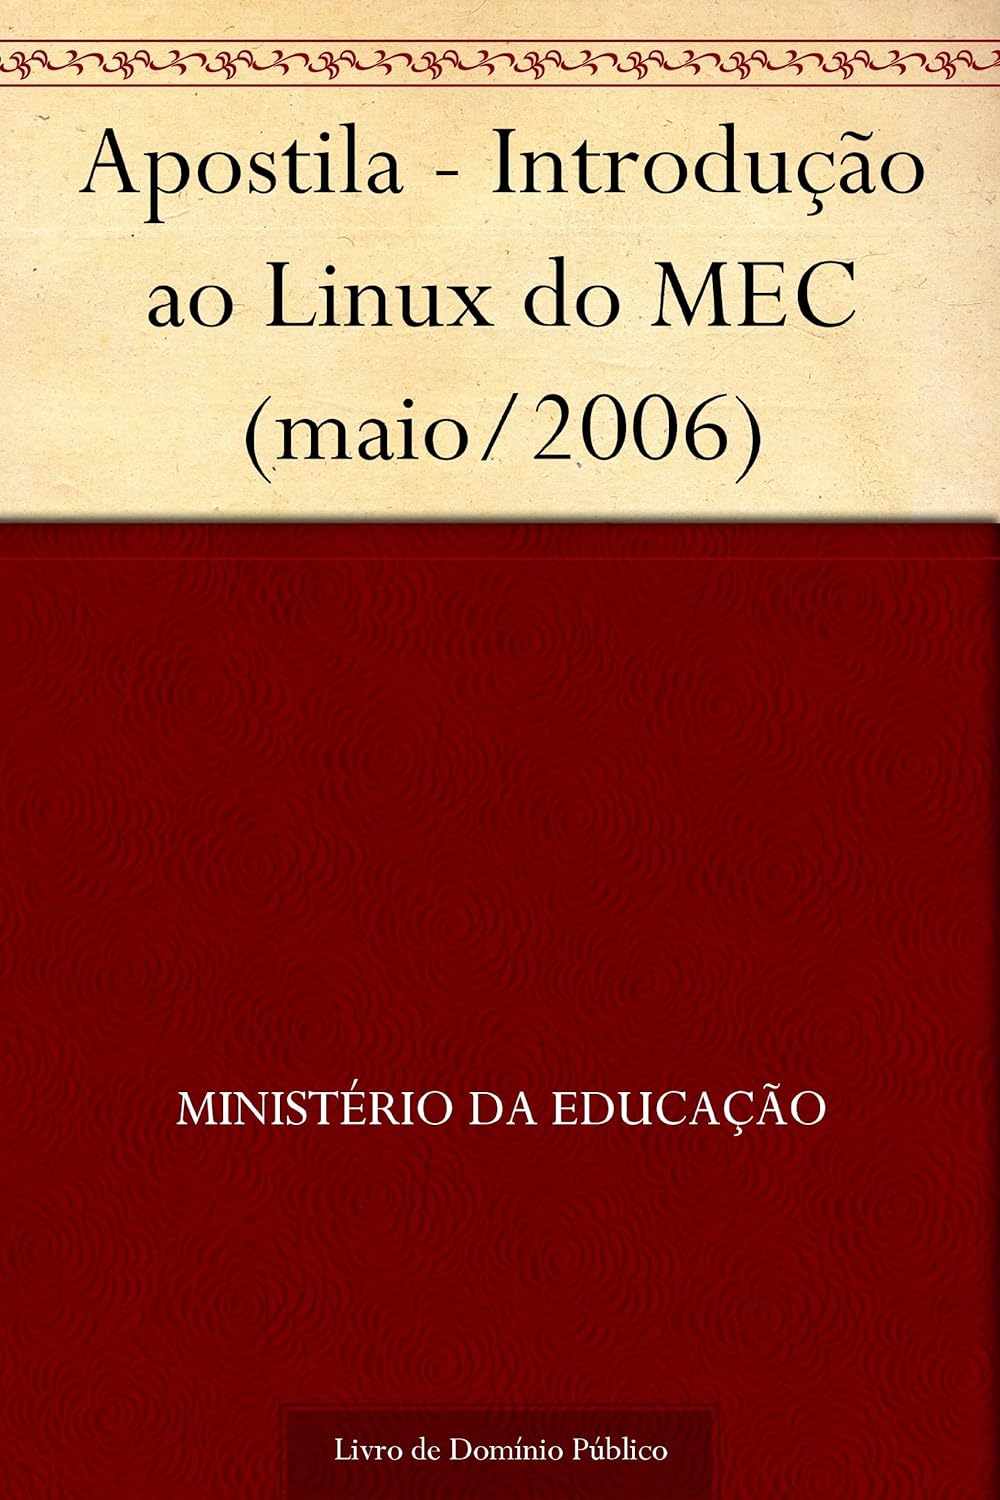 Apostila - Introdução
ao Linux do MEC
(maio/2006)
MINISTÉRIO DA EDUCAÇÃO
Livro de Domínio Público